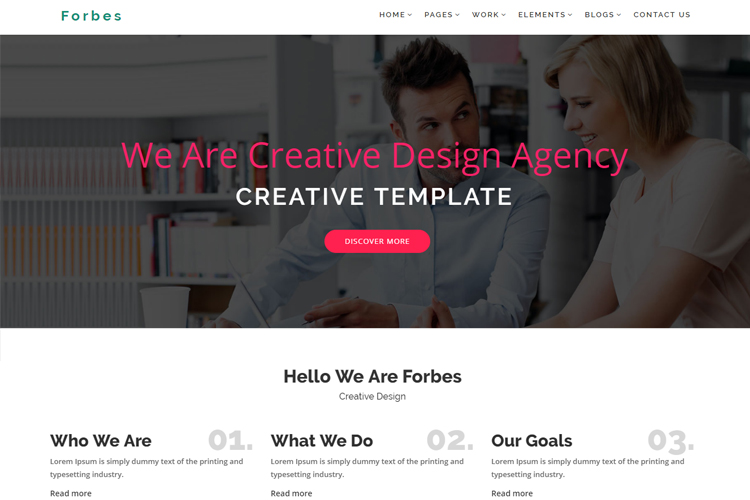 Forbes
HOME PAGES WORK ELEMENTS BLOGS CONTACT US
We Are Creative Design Agency
CREATIVE TEMPLATE
DISCOVER MORE
Hello We Are Forbes
Creative Design
Who We Are 01.
Lorem Ipsum is simply dummy text of the printing and
typesetting industry.
Read more
What We Do 02.
Lorem Ipsum is simply dummy text of the printing and
typesetting industry.
Read more
Our Goals 03.
Lorem Ipsum is simply dummy text of the printing and
typesetting industry.
Read more